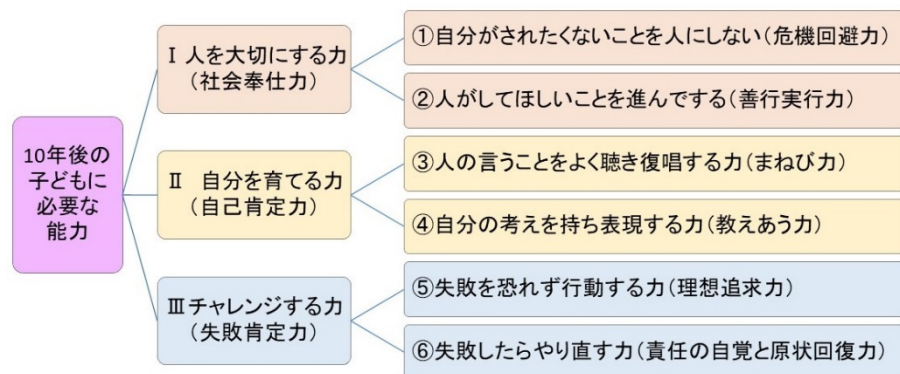 10年後の
子どもに
必要な
能力
Ⅰ 人を大切にする力
(社会奉仕力)
①自分がされたくないことを人にしない(危機回避力)
②人がしてほしいことを進んでする(善行実行力)
Ⅱ 自分を育てる力
(自己肯定力)
③人の言うことをよく聴き復唱する力(まねび力)
④自分の考えを持ち表現する力(教えあう力)
Ⅲチャレンジする力
(失敗肯定力)
⑤失敗を恐れず行動する力(理想追求力)
⑥失敗したらやり直す力(責任の自覚と原状回復力)